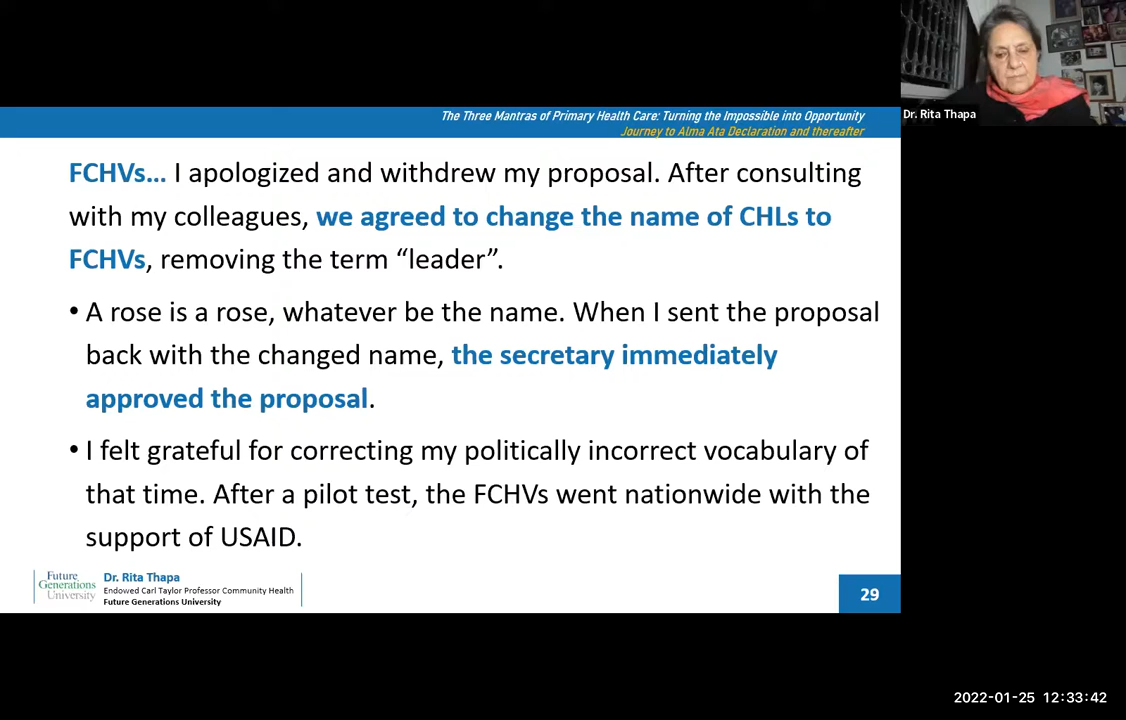 Dr. Rita Thapa
The Three Mantras of Primary Health Care: Turning the Impossible into Opportunity
Journey to Alma Ata Declaration and thereafter
FCHVs... I apologized and withdrew my proposal. After consulting
with my colleagues, we agreed to change the name of CHLs to
FCHVs, removing the term “leader”.
• A rose is a rose, whatever be the name. When I sent the proposal
back with the changed name, the secretary immediately
approved the proposal.
• I felt grateful for correcting my politically incorrect vocabulary of
that time. After a pilot test, the FCHVs went nationwide with the
support of USAID.
Future
Generations
University
Dr. Rita Thapa
Endowed Carl Taylor Professor Community Health
Future Generations University
29
2022-01-25 12:33:42